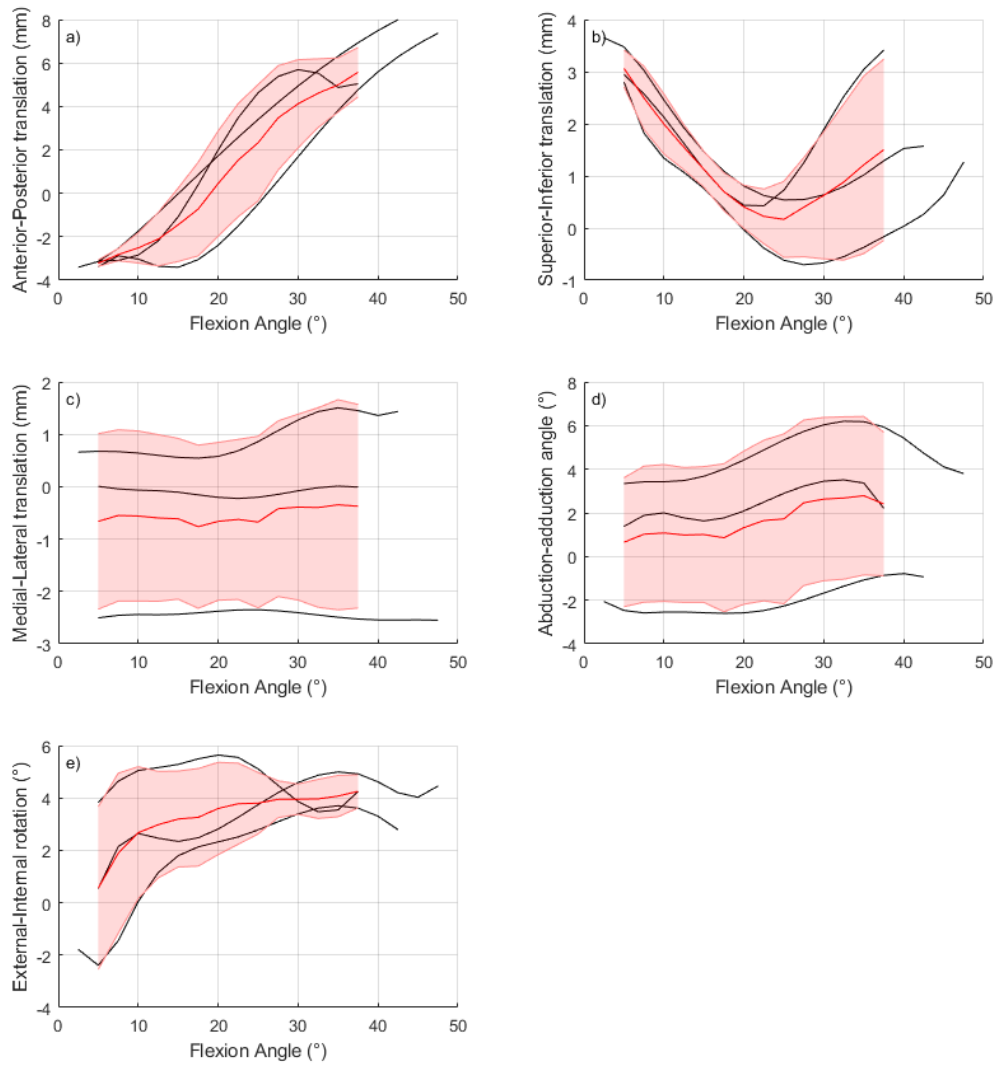 a)
Anterior-Posterior translation (mm)
8
6
4
2
0
-2
-4
0 10 20 30 40 50
Flexion Angle (°)
b)
Superior-Inferior translation (mm)
4
3
2
1
0
-1
0 10 20 30 40 50
Flexion Angle (°)
c)
Medial-Lateral translation (mm)
2
1
0
-1
-2
-3
0 10 20 30 40 50
Flexion Angle (°)
d)
Abduction-adduction angle (°)
8
6
4
2
0
-2
-4
0 10 20 30 40 50
Flexion Angle (°)
e)
External-Internal rotation (°)
6
4
2
0
-2
-4
0 10 20 30 40 50
Flexion Angle (°)